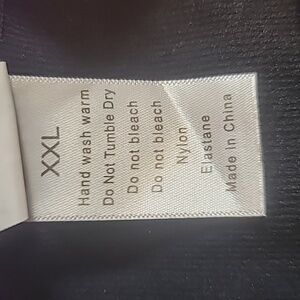 XXL
Hand wash warm
Do Not Tumble Dry
Do not bleach
Do not bleach
Nylon
Elastane
Made In China